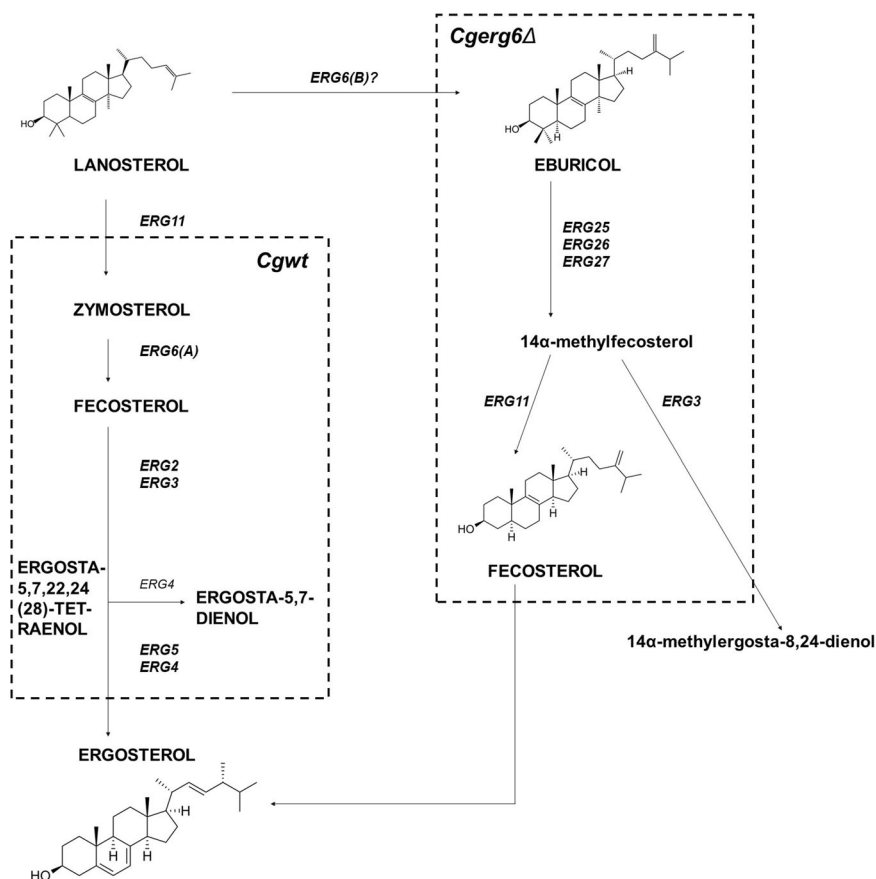 Cgerg6Δ
ERG6(B)?
HO
H
HO
H
LANOSTEROL
EBURICOL
ERG11
ERG25
ERG26
ERG27
Cgwt
ZYMOSTEROL
14α-methylfecosterol
ERG6(A)
FECOSTEROL
ERG11
ERG3
ERG2
ERG3
H
H
HO
H
FECOSTEROL
ERGOSTA-
5,7,22,24
(28)-TET-
RAENOL
ERG4
ERGOSTA-5,7-
DIENOL
14α-methylergosta-8,24-dienol
ERG5
ERG4
ERGOSTEROL
H
H
H
HO